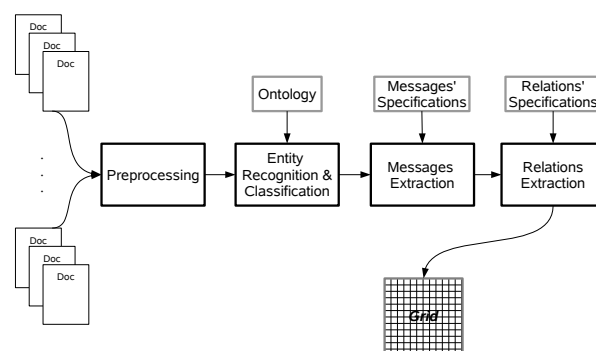 Doc
Doc
Doc
Ontology
Messages'
Specifications
Relations'
Specifications
Preprocessing
Entity
Recognition &
Classification
Messages
Extraction
Relations
Extraction
Doc
Doc
Doc
Grid